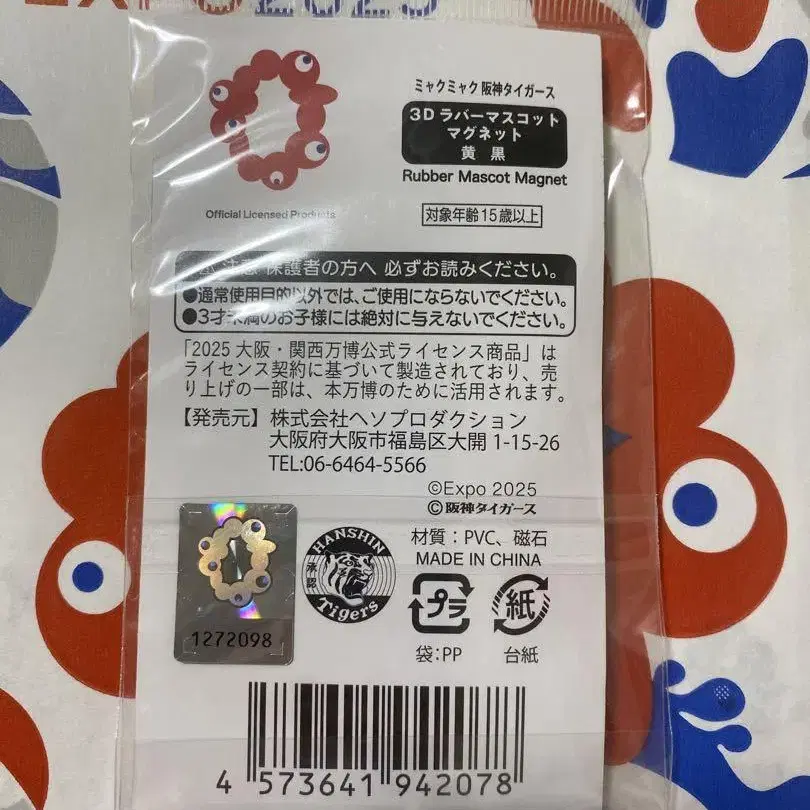 EXPO2025
ミャクミャク 阪神タイガース
3Dラバーマスコット
マグネット
黄 黒
Rubber Mascot Magnet
Official Licensed Products
対象年齢15歳以上
注意 保護者の方へ 必ずお読みください。
●通常使用目的以外では、ご使用にならないでください。
●3才未満のお子様には絶対に与えないでください。
「2025 大阪・関西万博公式ライセンス商品」は
ライセンス契約に基づいて製造されており、売
り上げの一部は、本万博のために活用されます。
【発売元】株式会社ヘソプロダクション
大阪府大阪市福島区大開 1-15-26
TEL:06-6464-5566
©Expo 2025
©阪神タイガース
材質：PVC、磁石
MADE IN CHINA
HANSHIN
承認
Tigers
プラ
紙
袋:PP
台紙
1272098
4 573641 942078